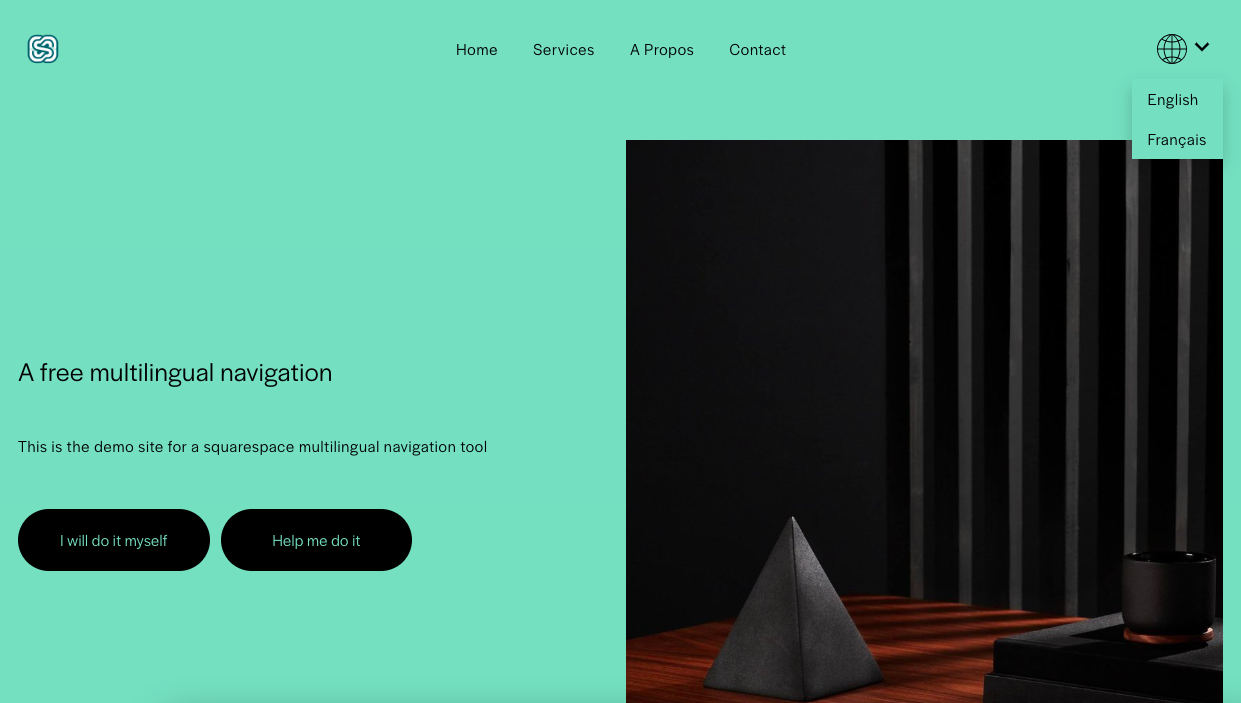 Home Services A Propos Contact
English
Français
A free multilingual navigation
This is the demo site for a squarespace multilingual navigation tool
I will do it myself Help me do it